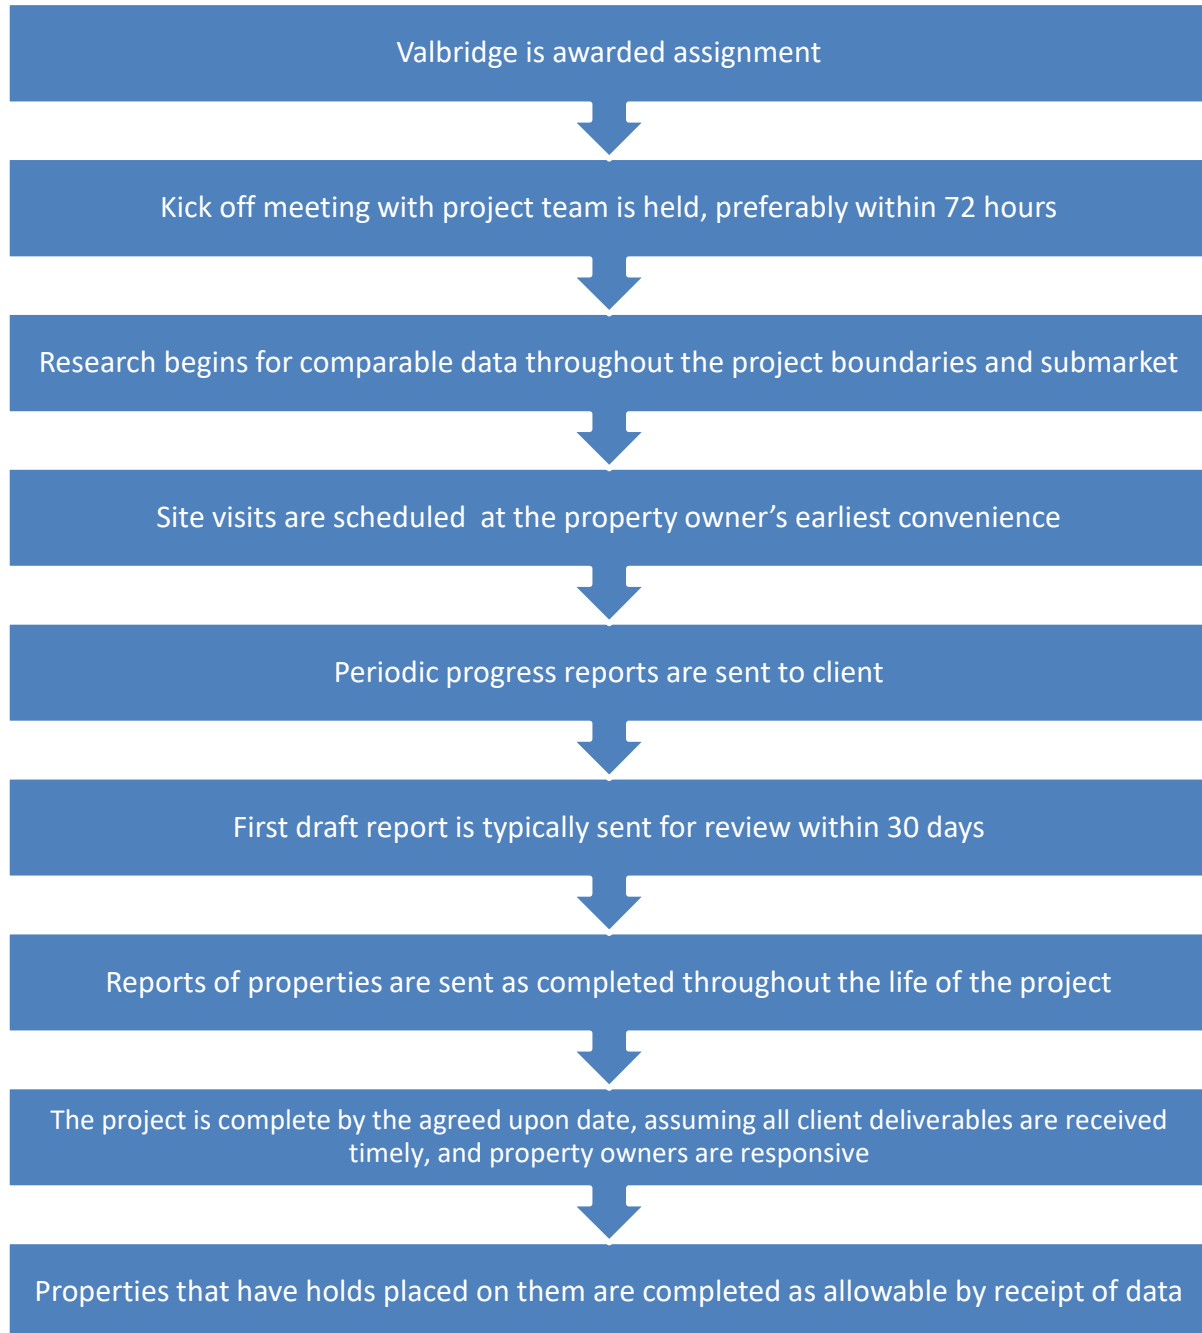 Valbridge is awarded assignment
Kick off meeting with project team is held, preferably within 72 hours
Research begins for comparable data throughout the project boundaries and submarket
Site visits are scheduled  at the property owner’s earliest convenience
Periodic progress reports are sent to client
First draft report is typically sent for review within 30 days
Reports of properties are sent as completed throughout the life of the project
The project is complete by the agreed upon date, assuming all client deliverables are received
timely, and property owners are responsive
Properties that have holds placed on them are completed as allowable by receipt of data